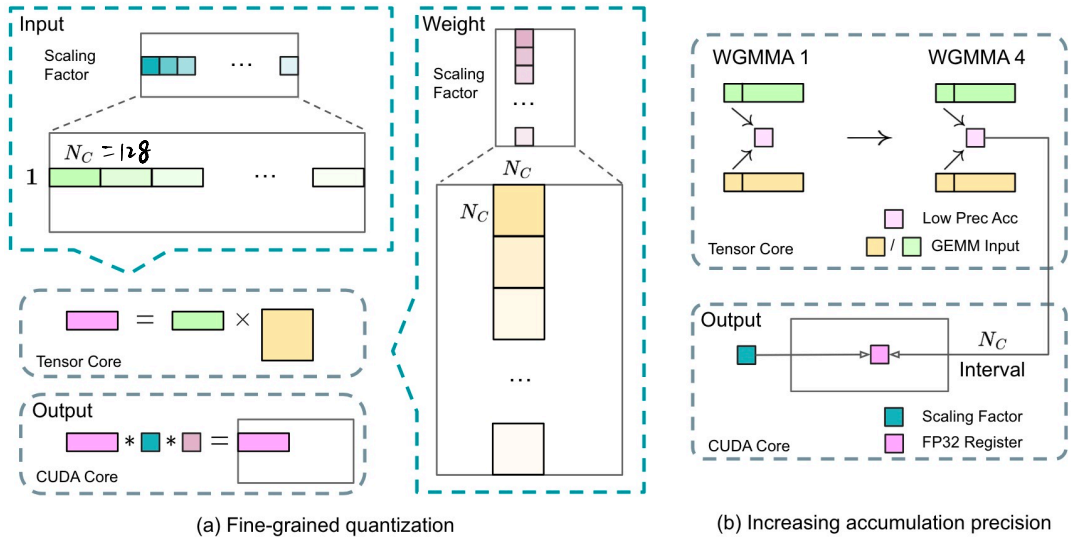 Input
Scaling
Factor
...
N_C = 128
1
...
Weight
Scaling
Factor
...
N_C
N_C
...
= ×
Tensor Core
Output
* * =
CUDA Core
(a) Fine-grained quantization
WGMMA 1
WGMMA 4
Low Prec Acc
/ GEMM Input
Tensor Core
Output
N_C
Interval
Scaling Factor
FP32 Register
CUDA Core
(b) Increasing accumulation precision